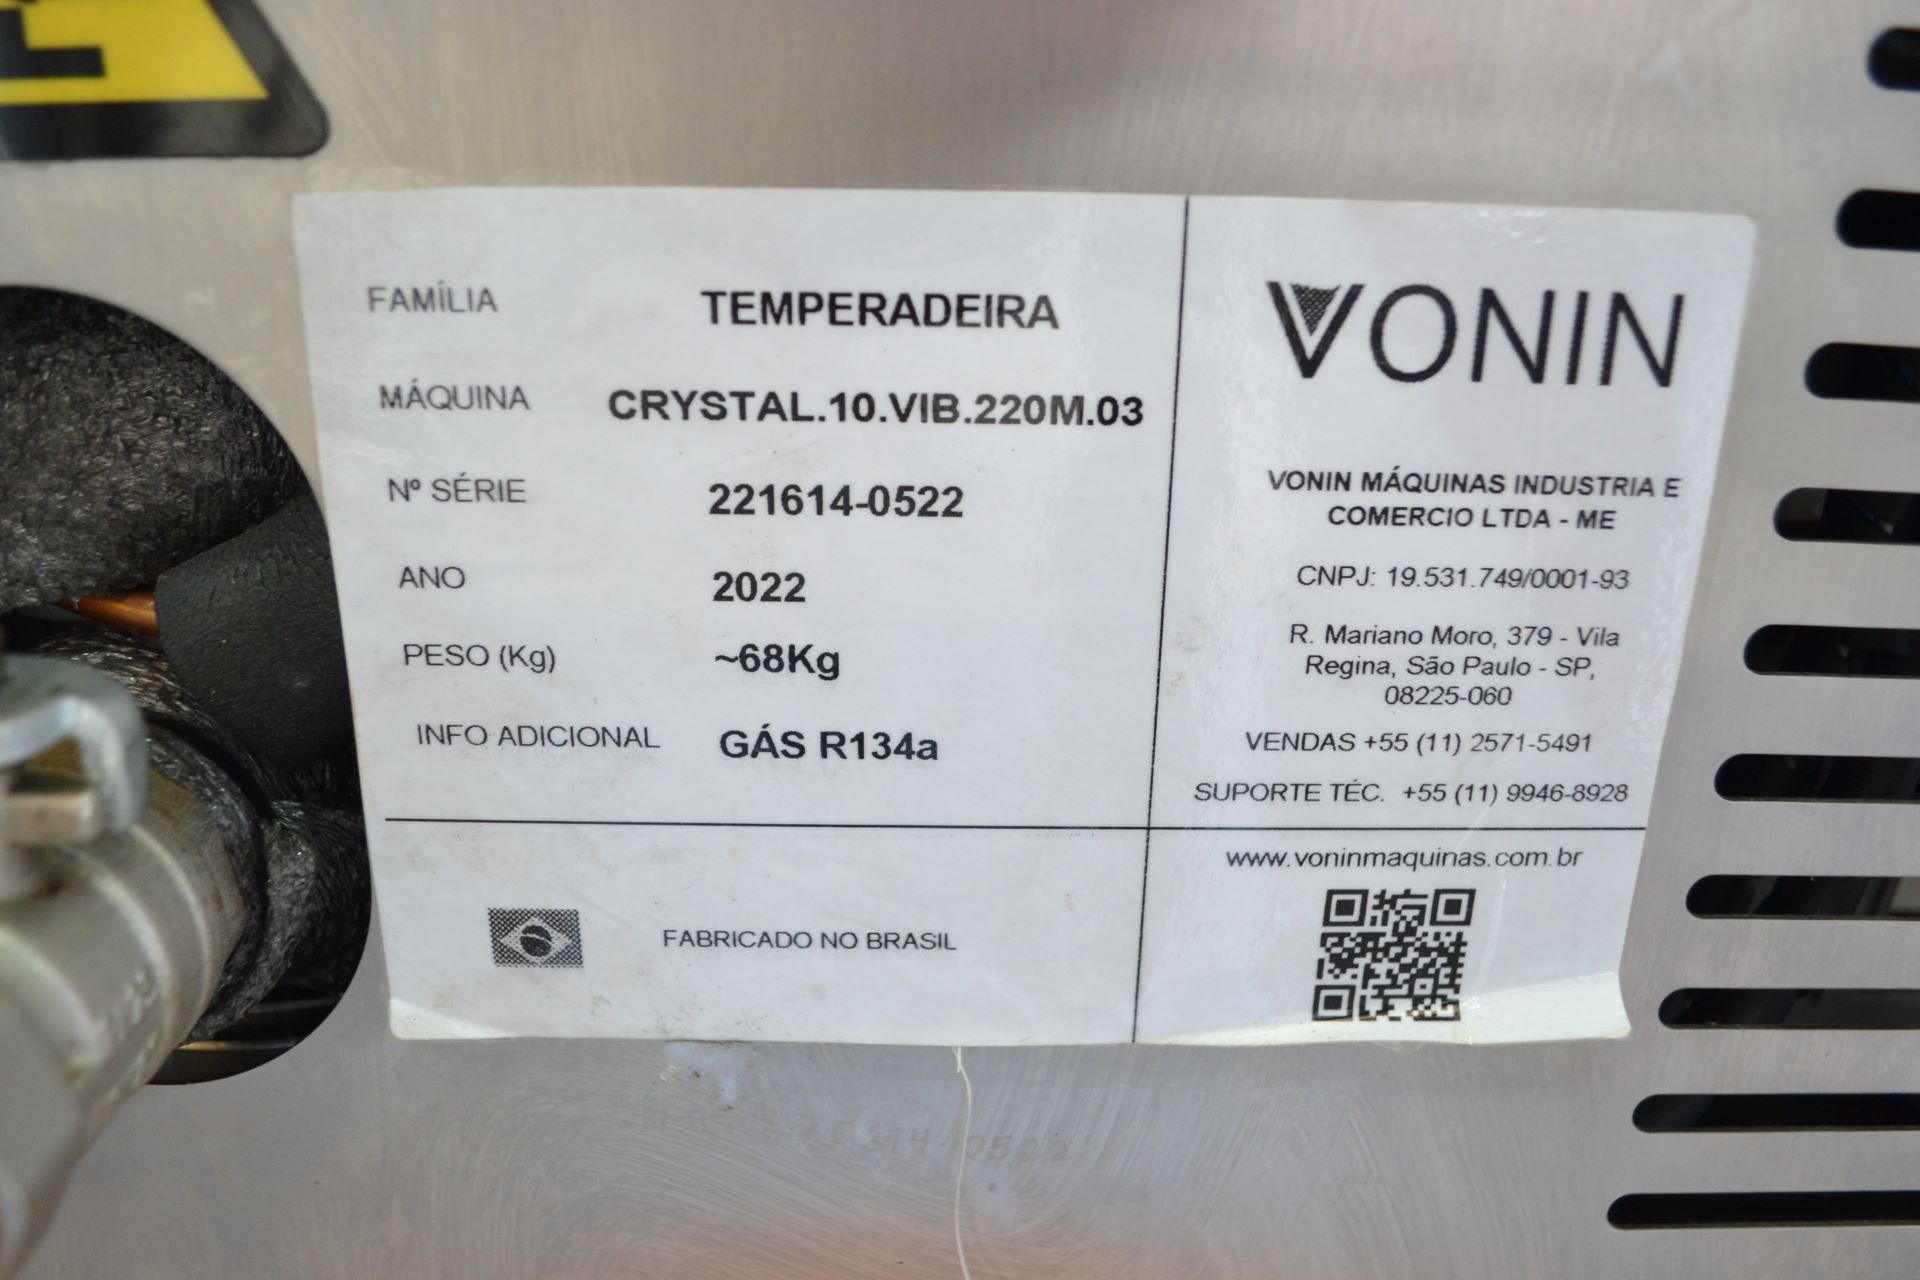 FAMÍLIA TEMPERADEIRA
MÁQUINA CRYSTAL.10.VIB.220M.03
Nº SÉRIE 221614-0522
ANO 2022
PESO (Kg) ~68Kg
INFO ADICIONAL GÁS R134a
FABRICADO NO BRASIL
VONIN
VONIN MÁQUINAS INDUSTRIA E
COMERCIO LTDA - ME
CNPJ: 19.531.749/0001-93
R. Mariano Moro, 379 - Vila
Regina, São Paulo - SP,
08225-060
VENDAS +55 (11) 2571-5491
SUPORTE TÉC. +55 (11) 9946-8928
www.voninmaquinas.com.br